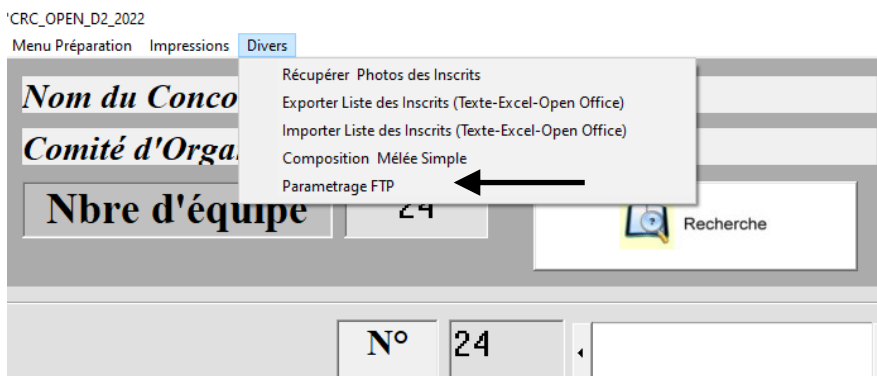 'CRC_OPEN_D2_2022
Menu Préparation Impressions Divers
Récupérer Photos des Inscrits
Nom du Conco
Exporter Liste des Inscrits (Texte-Excel-Open Office)
Importer Liste des Inscrits (Texte-Excel-Open Office)
Comité d'Orga
Composition Mélée Simple
Parametrage FTP
Nbre d'équipe 24
Recherche
N° 24